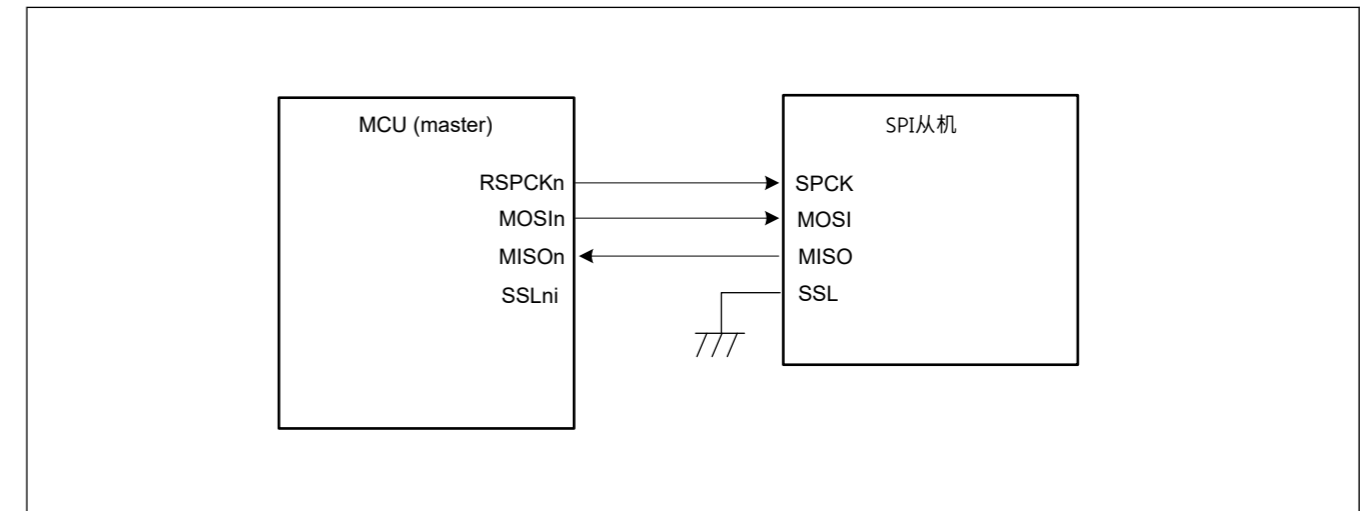 MCU (master)
RSPCKn
MOSIn
MISOn
SSLni
SPI从机
SPCK
MOSI
MISO
SSL